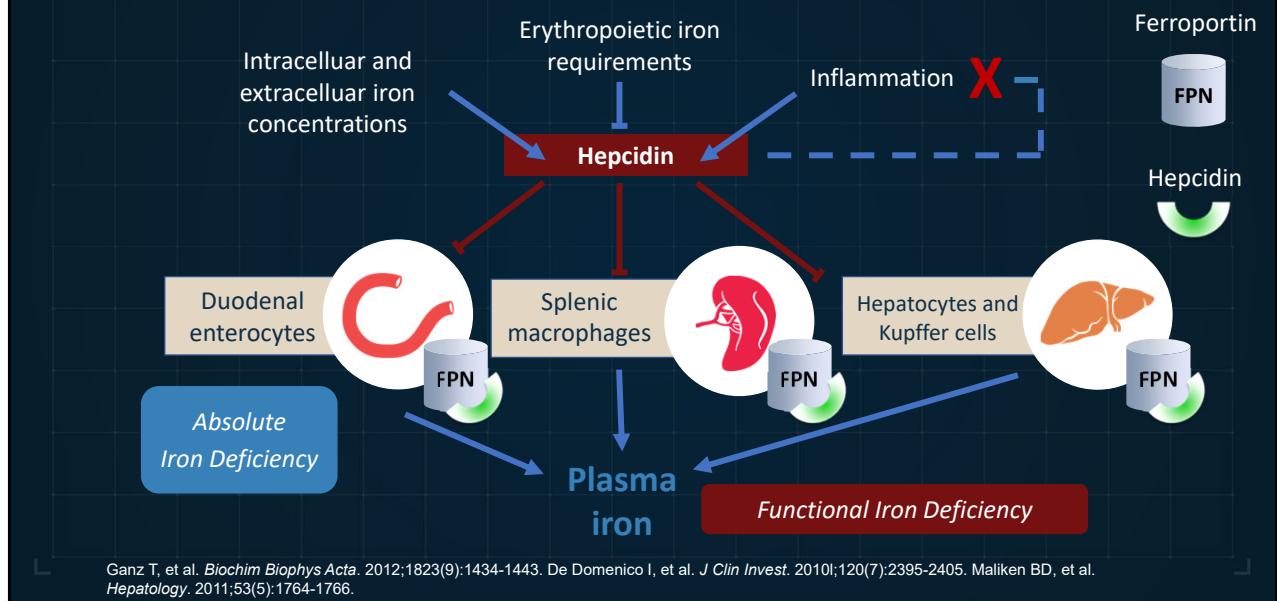 Erythropoietic iron
requirements
Ferroportin
Intracelluar and
extracelluar iron
concentrations
Inflammation X
FPN
Hepcidin
Hepcidin
Duodenal
enterocytes
Splenic
macrophages
Hepatocytes and
Kupffer cells
FPN
FPN
FPN
Absolute
Iron Deficiency
Plasma
iron
Functional Iron Deficiency
Ganz T, et al. Biochim Biophys Acta. 2012;1823(9):1434-1443. De Domenico I, et al. J Clin Invest. 2010l;120(7):2395-2405. Maliken BD, et al.
Hepatology. 2011;53(5):1764-1766.